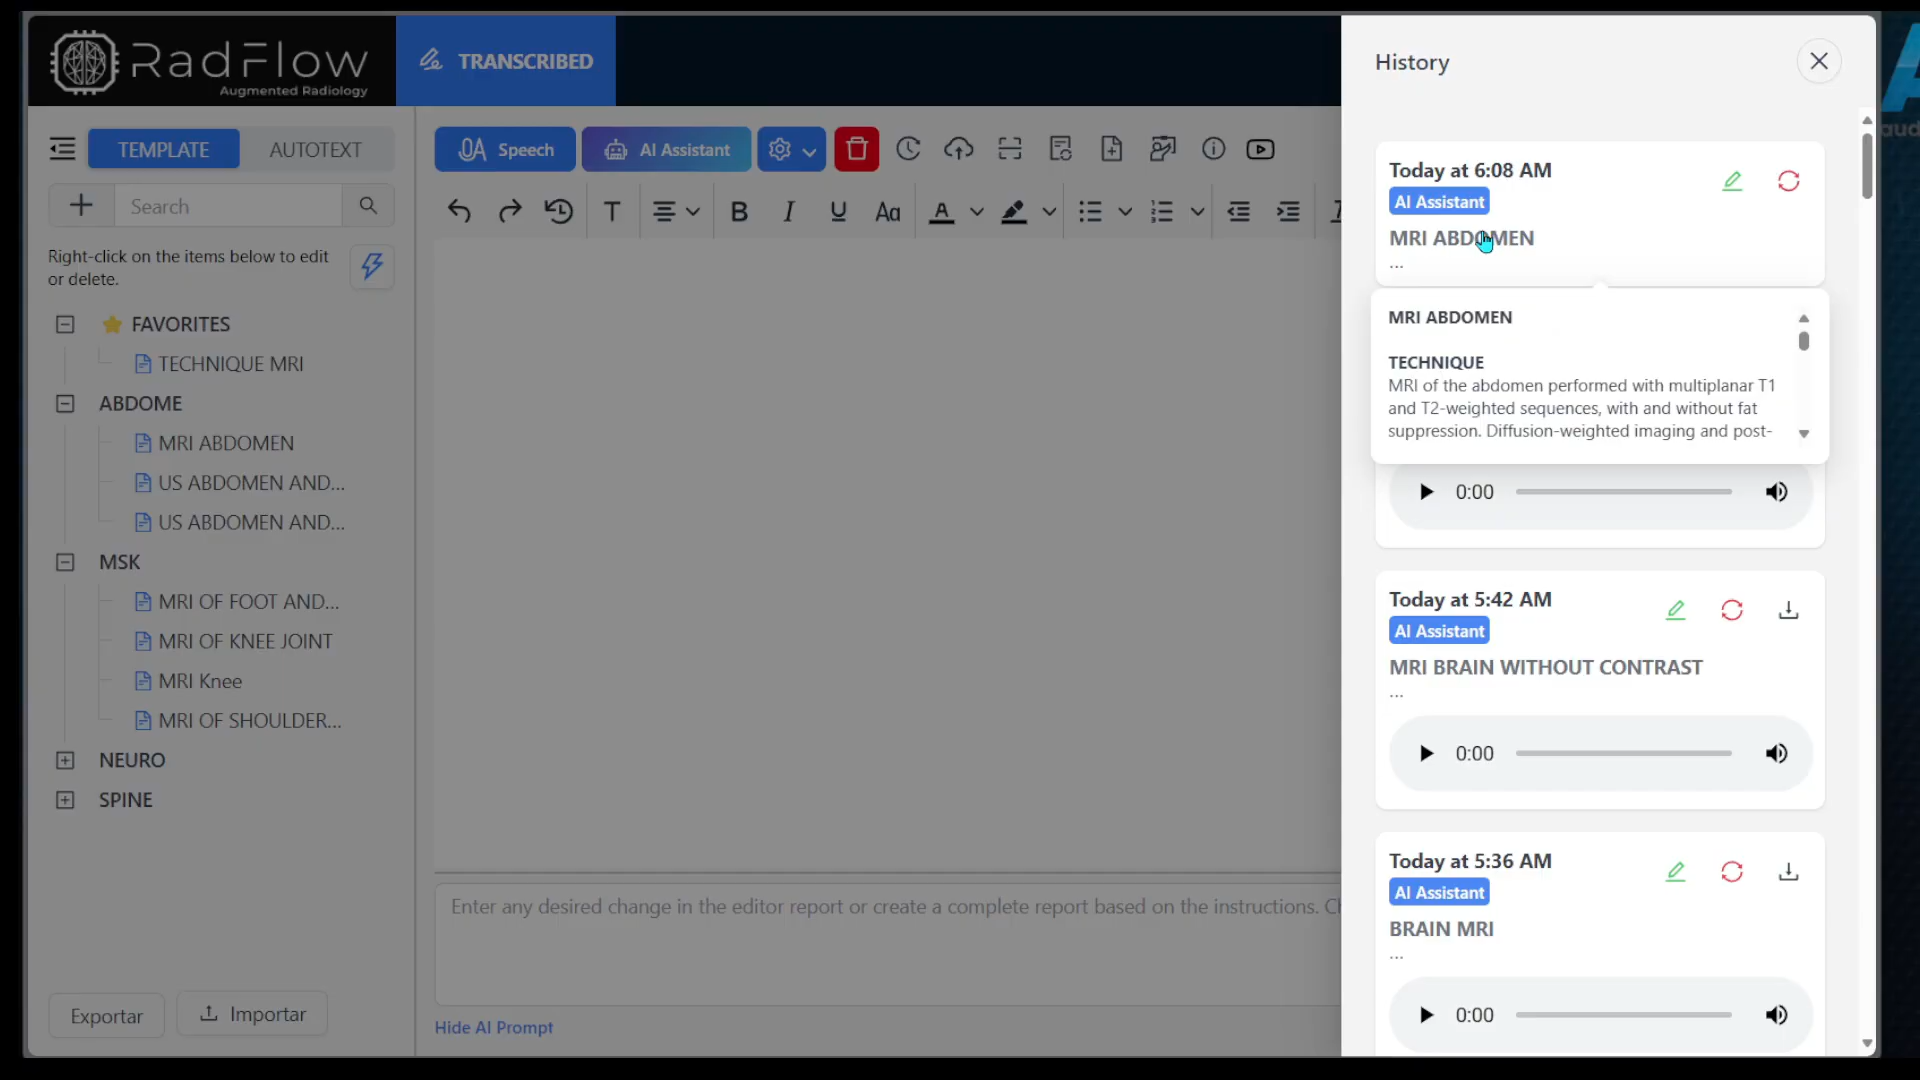 RadFlow
Augmented Radiology
TRANSCRIBED
TEMPLATE
AUTOTEXT
Search
Right-click on the items below to edit
or delete.
FAVORITES
TECHNIQUE MRI
ABDOME
MRI ABDOMEN
US ABDOMEN AND...
US ABDOMEN AND...
MSK
MRI OF FOOT AND...
MRI OF KNEE JOINT
MRI Knee
MRI OF SHOULDER...
NEURO
SPINE
Exportar
Importar
Speech
AI Assistant
Enter any desired change in the editor report or create a complete report based on the instructions.
Hide AI Prompt
History
Today at 6:08 AM
AI Assistant
MRI ABDOMEN
...
MRI ABDOMEN
TECHNIQUE
MRI of the abdomen performed with multiplanar T1
and T2-weighted sequences, with and without fat
suppression. Diffusion-weighted imaging and post-
0:00
Today at 5:42 AM
AI Assistant
MRI BRAIN WITHOUT CONTRAST
...
0:00
Today at 5:36 AM
AI Assistant
BRAIN MRI
...
0:00